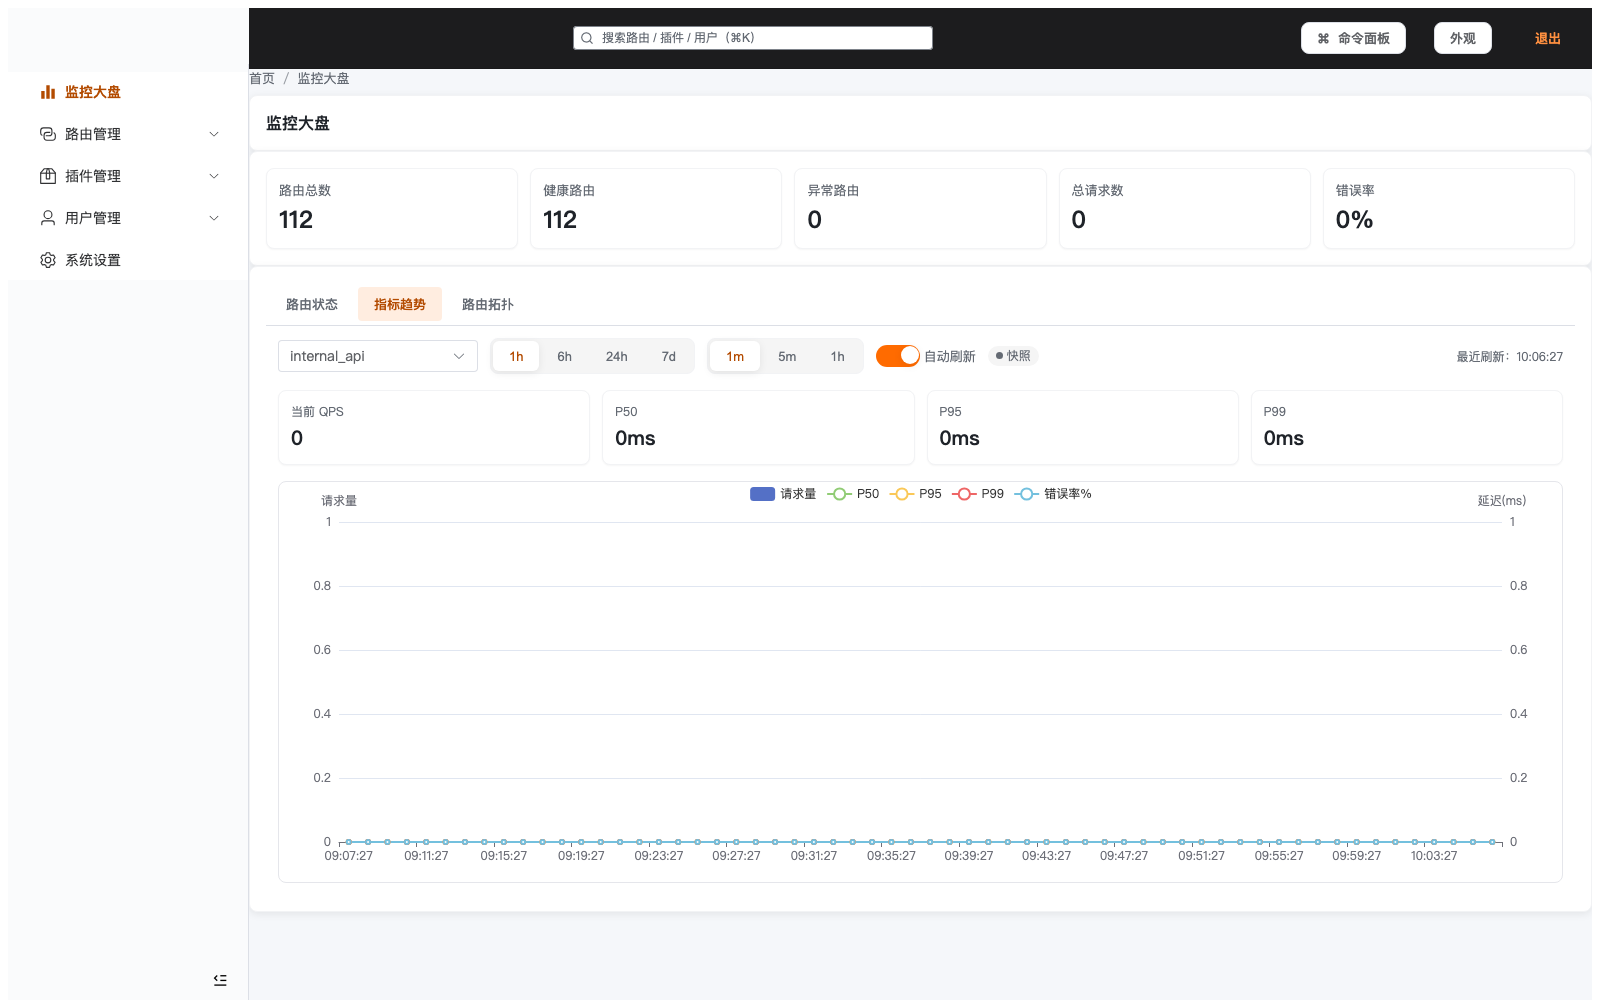 搜索路由 / 插件 / 用户（⌘K）
⌘ 命令面板
外观
退出
监控大盘
路由管理
插件管理
用户管理
系统设置
首页 / 监控大盘
监控大盘
路由总数
112
健康路由
112
异常路由
0
总请求数
0
错误率
0%
路由状态 指标趋势 路由拓扑
internal_api
1h 6h 24h 7d
1m 5m 1h
自动刷新
快照
最近刷新：10:06:27
当前 QPS
0
P50
0ms
P95
0ms
P99
0ms
请求量 P50 P95 P99 错误率%
请求量
延迟(ms)
1 1
0.8 0.8
0.6 0.6
0.4 0.4
0.2 0.2
0 0
09:07:27 09:11:27 09:15:27 09:19:27 09:23:27 09:27:27 09:31:27 09:35:27 09:39:27 09:43:27 09:47:27 09:51:27 09:55:27 09:59:27 10:03:27